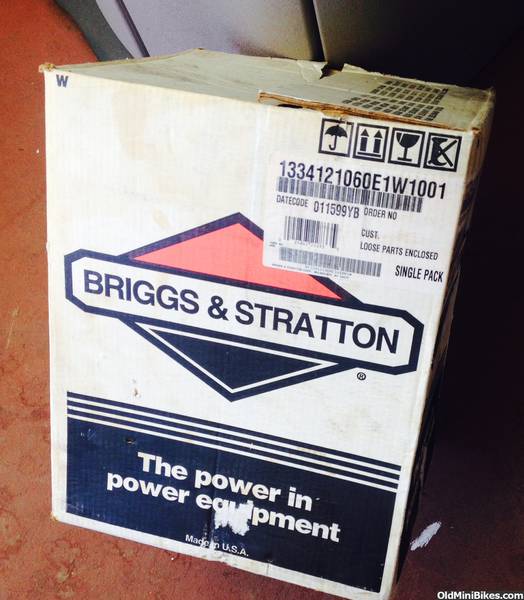 W
1334121060E1W1001
DATECODE 011599YB ORDER NO
CUST.
LOOSE PARTS ENCLOSED
SINGLE PACK
BRIGGS & STRATTON
®
The power in
power equipment
Made in U.S.A.
OldMiniBikes.com